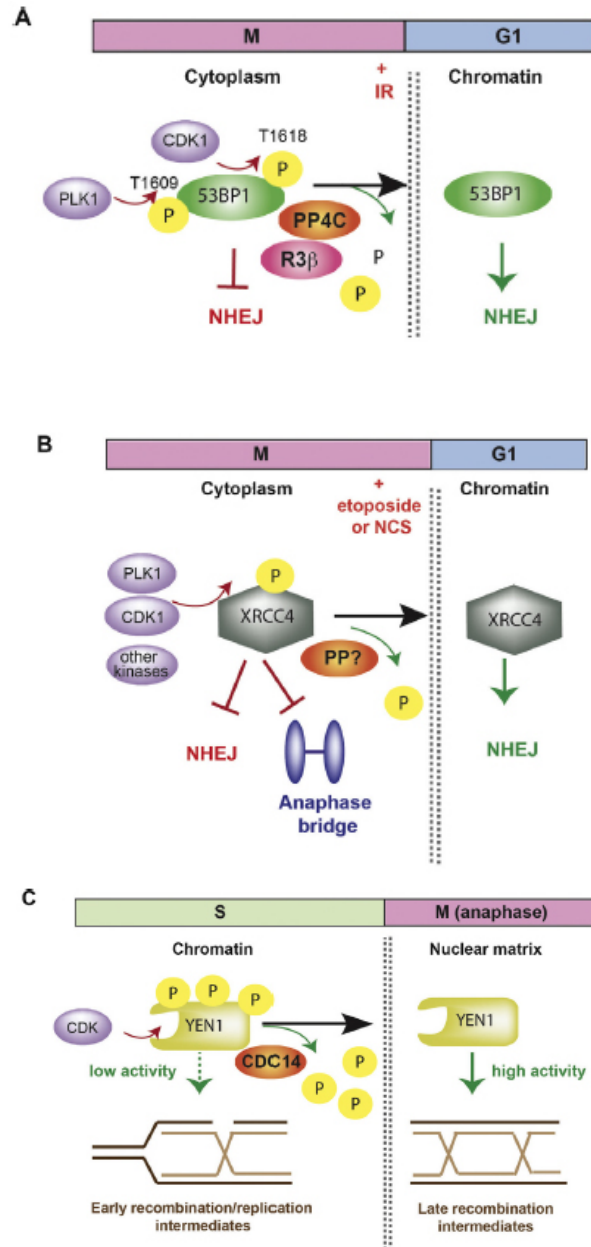 A
M G1
Cytoplasm + IR Chromatin
CDK1 T1618
P
PLK1 T1609 P 53BP1 53BP1
PP4C
R3β P
P
NHEJ NHEJ
B
M G1
Cytoplasm + etoposide or NCS Chromatin
PLK1 P
CDK1 XRCC4 XRCC4
other
kinases
PP?
P
NHEJ NHEJ
Anaphase
bridge
C
S M (anaphase)
Chromatin Nuclear matrix
P P P
CDK YEN1 YEN1
low activity CDC14 P high activity
P P
Early recombination/replication
intermediates
Late recombination
intermediates